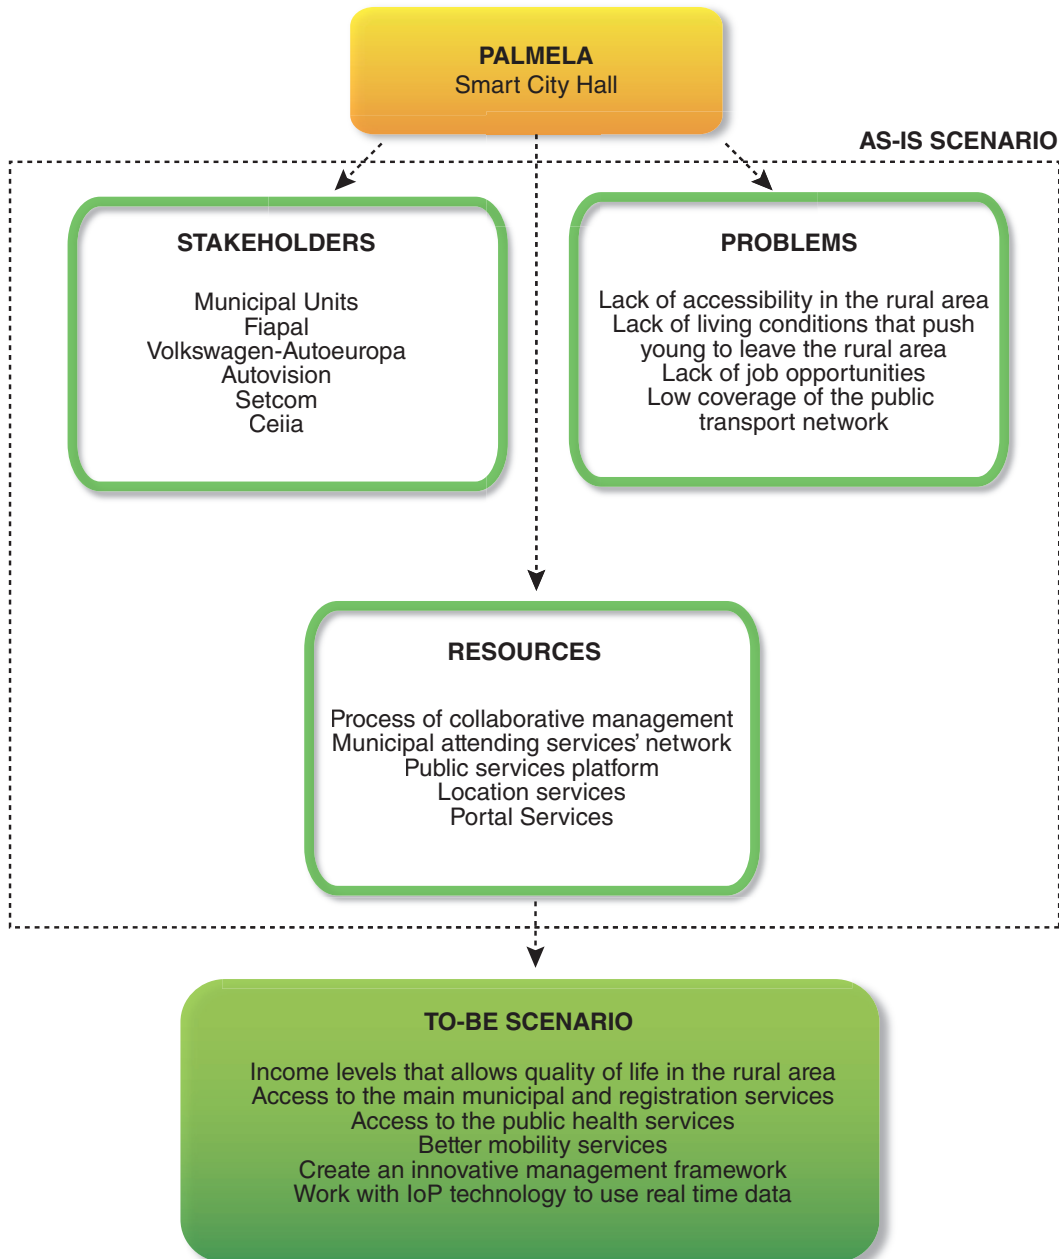 PALMELA
Smart City Hall
AS-IS SCENARIO
STAKEHOLDERS
Municipal Units
Fiapal
Volkswagen-Autoeuropa
Autovision
Setcom
Ceiia
PROBLEMS
Lack of accessibility in the rural area
Lack of living conditions that push
young to leave the rural area
Lack of job opportunities
Low coverage of the public
transport network
RESOURCES
Process of collaborative management
Municipal attending services’ network
Public services platform
Location services
Portal Services
TO-BE SCENARIO
Income levels that allows quality of life in the rural area
Access to the main municipal and registration services
Access to the public health services
Better mobility services
Create an innovative management framework
Work with IoP technology to use real time data